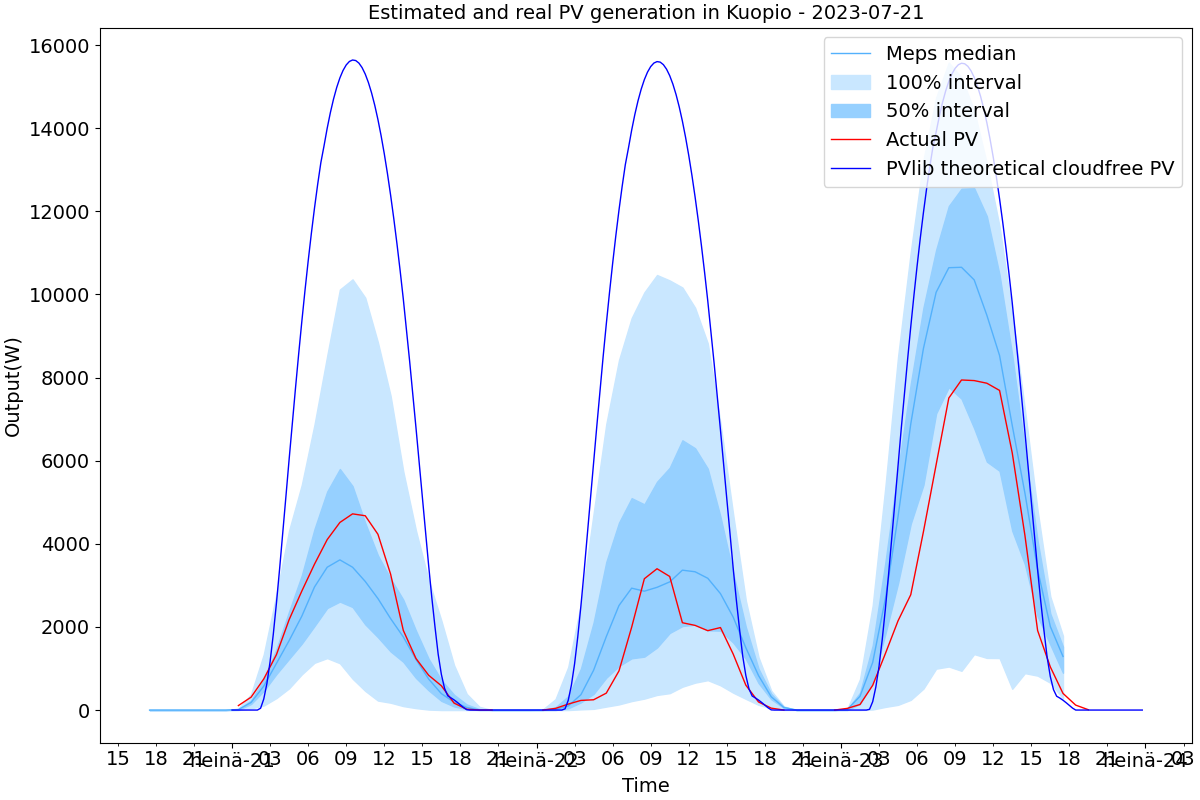 Estimated and real PV generation in Kuopio - 2023-07-21
Meps median
100% interval
50% interval
Actual PV
PVlib theoretical cloudfree PV
16000
14000
12000
10000
8000
6000
4000
2000
0
Output(W)
15 18 21 heinä-21 03 06 09 12 15 18 21 heinä-22 03 06 09 12 15 18 21 heinä-23 03 06 09 12 15 18 21 heinä-24 03
Time